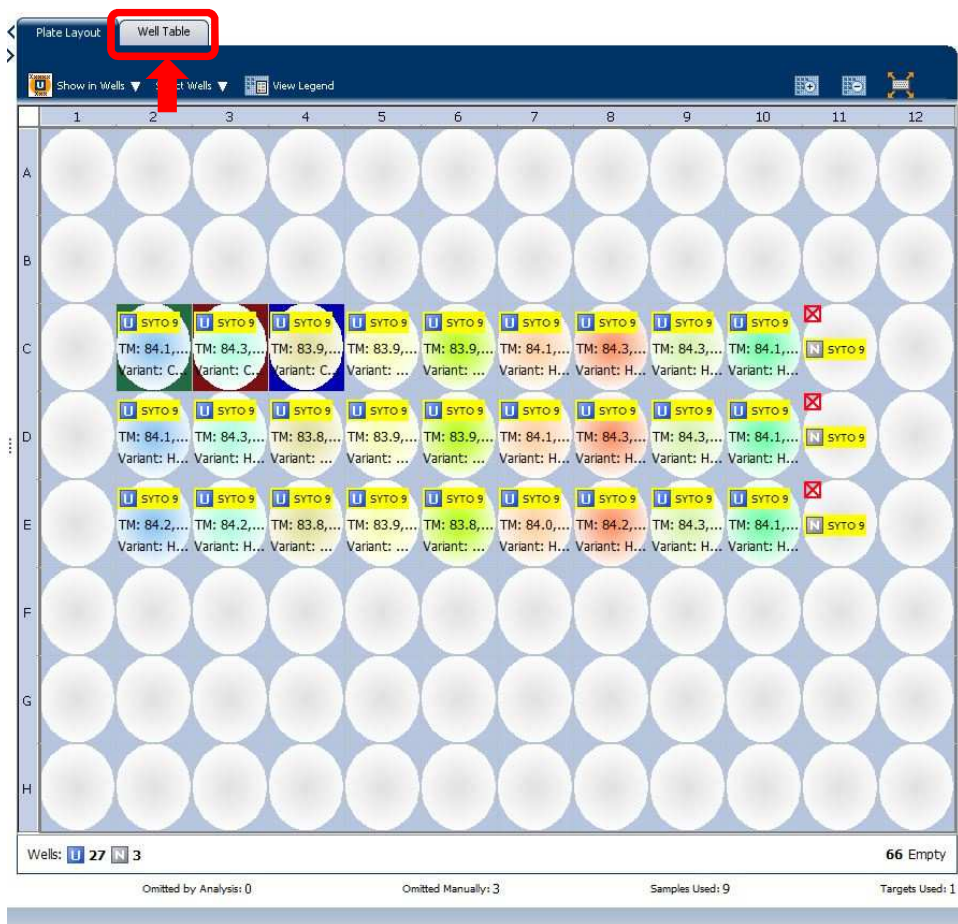 Plate Layout Well Table
Show in Wells ▼ Wells ▼ View Legend
1 2 3 4 5 6 7 8 9 10 11 12
A
B
U SYTO 9 U SYTO 9 U SYTO 9 U SYTO 9 U SYTO 9 U SYTO 9 U SYTO 9 U SYTO 9 U SYTO 9
C TM: 84.1,... TM: 84.3,... TM: 83.9,... TM: 83.9,... TM: 83.9,... TM: 84.1,... TM: 84.3,... TM: 84.3,... TM: 84.1,... N SYTO 9
Variant: C... Variant: C... Variant: C... Variant: ... Variant: ... Variant: H... Variant: H... Variant: H... Variant: H...
U SYTO 9 U SYTO 9 U SYTO 9 U SYTO 9 U SYTO 9 U SYTO 9 U SYTO 9 U SYTO 9 U SYTO 9
D TM: 84.1,... TM: 84.3,... TM: 83.8,... TM: 83.9,... TM: 83.9,... TM: 84.1,... TM: 84.3,... TM: 84.3,... TM: 84.1,... N SYTO 9
Variant: H... Variant: H... Variant: ... Variant: ... Variant: ... Variant: H... Variant: H... Variant: H... Variant: H...
U SYTO 9 U SYTO 9 U SYTO 9 U SYTO 9 U SYTO 9 U SYTO 9 U SYTO 9 U SYTO 9 U SYTO 9
E TM: 84.2,... TM: 84.2,... TM: 83.8,... TM: 83.9,... TM: 83.8,... TM: 84.0,... TM: 84.2,... TM: 84.3,... TM: 84.1,... N SYTO 9
Variant: H... Variant: H... Variant: ... Variant: ... Variant: ... Variant: H... Variant: H... Variant: H... Variant: H...
F
G
H
Wells: U 27 N 3 66 Empty
Omitted by Analysis: 0 Omitted Manually: 3 Samples Used: 9 Targets Used: 1